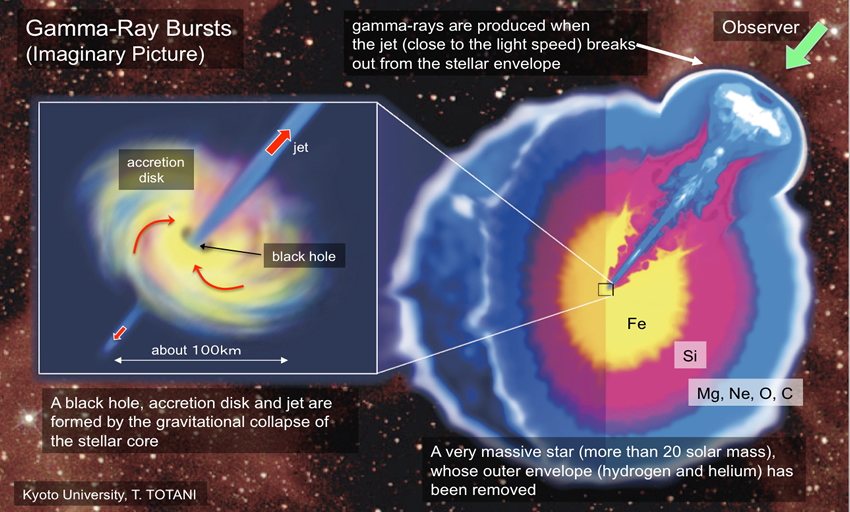 Gamma-Ray Bursts
(Imaginary Picture)
gamma-rays are produced when
the jet (close to the light speed) breaks
out from the stellar envelope
Observer
accretion
disk
jet
black hole
about 100km
Fe
Si
Mg, Ne, O, C
A black hole, accretion disk and jet are
formed by the gravitational collapse of
the stellar core
A very massive star (more than 20 solar mass),
whose outer envelope (hydrogen and helium) has
been removed
Kyoto University, T. TOTANI